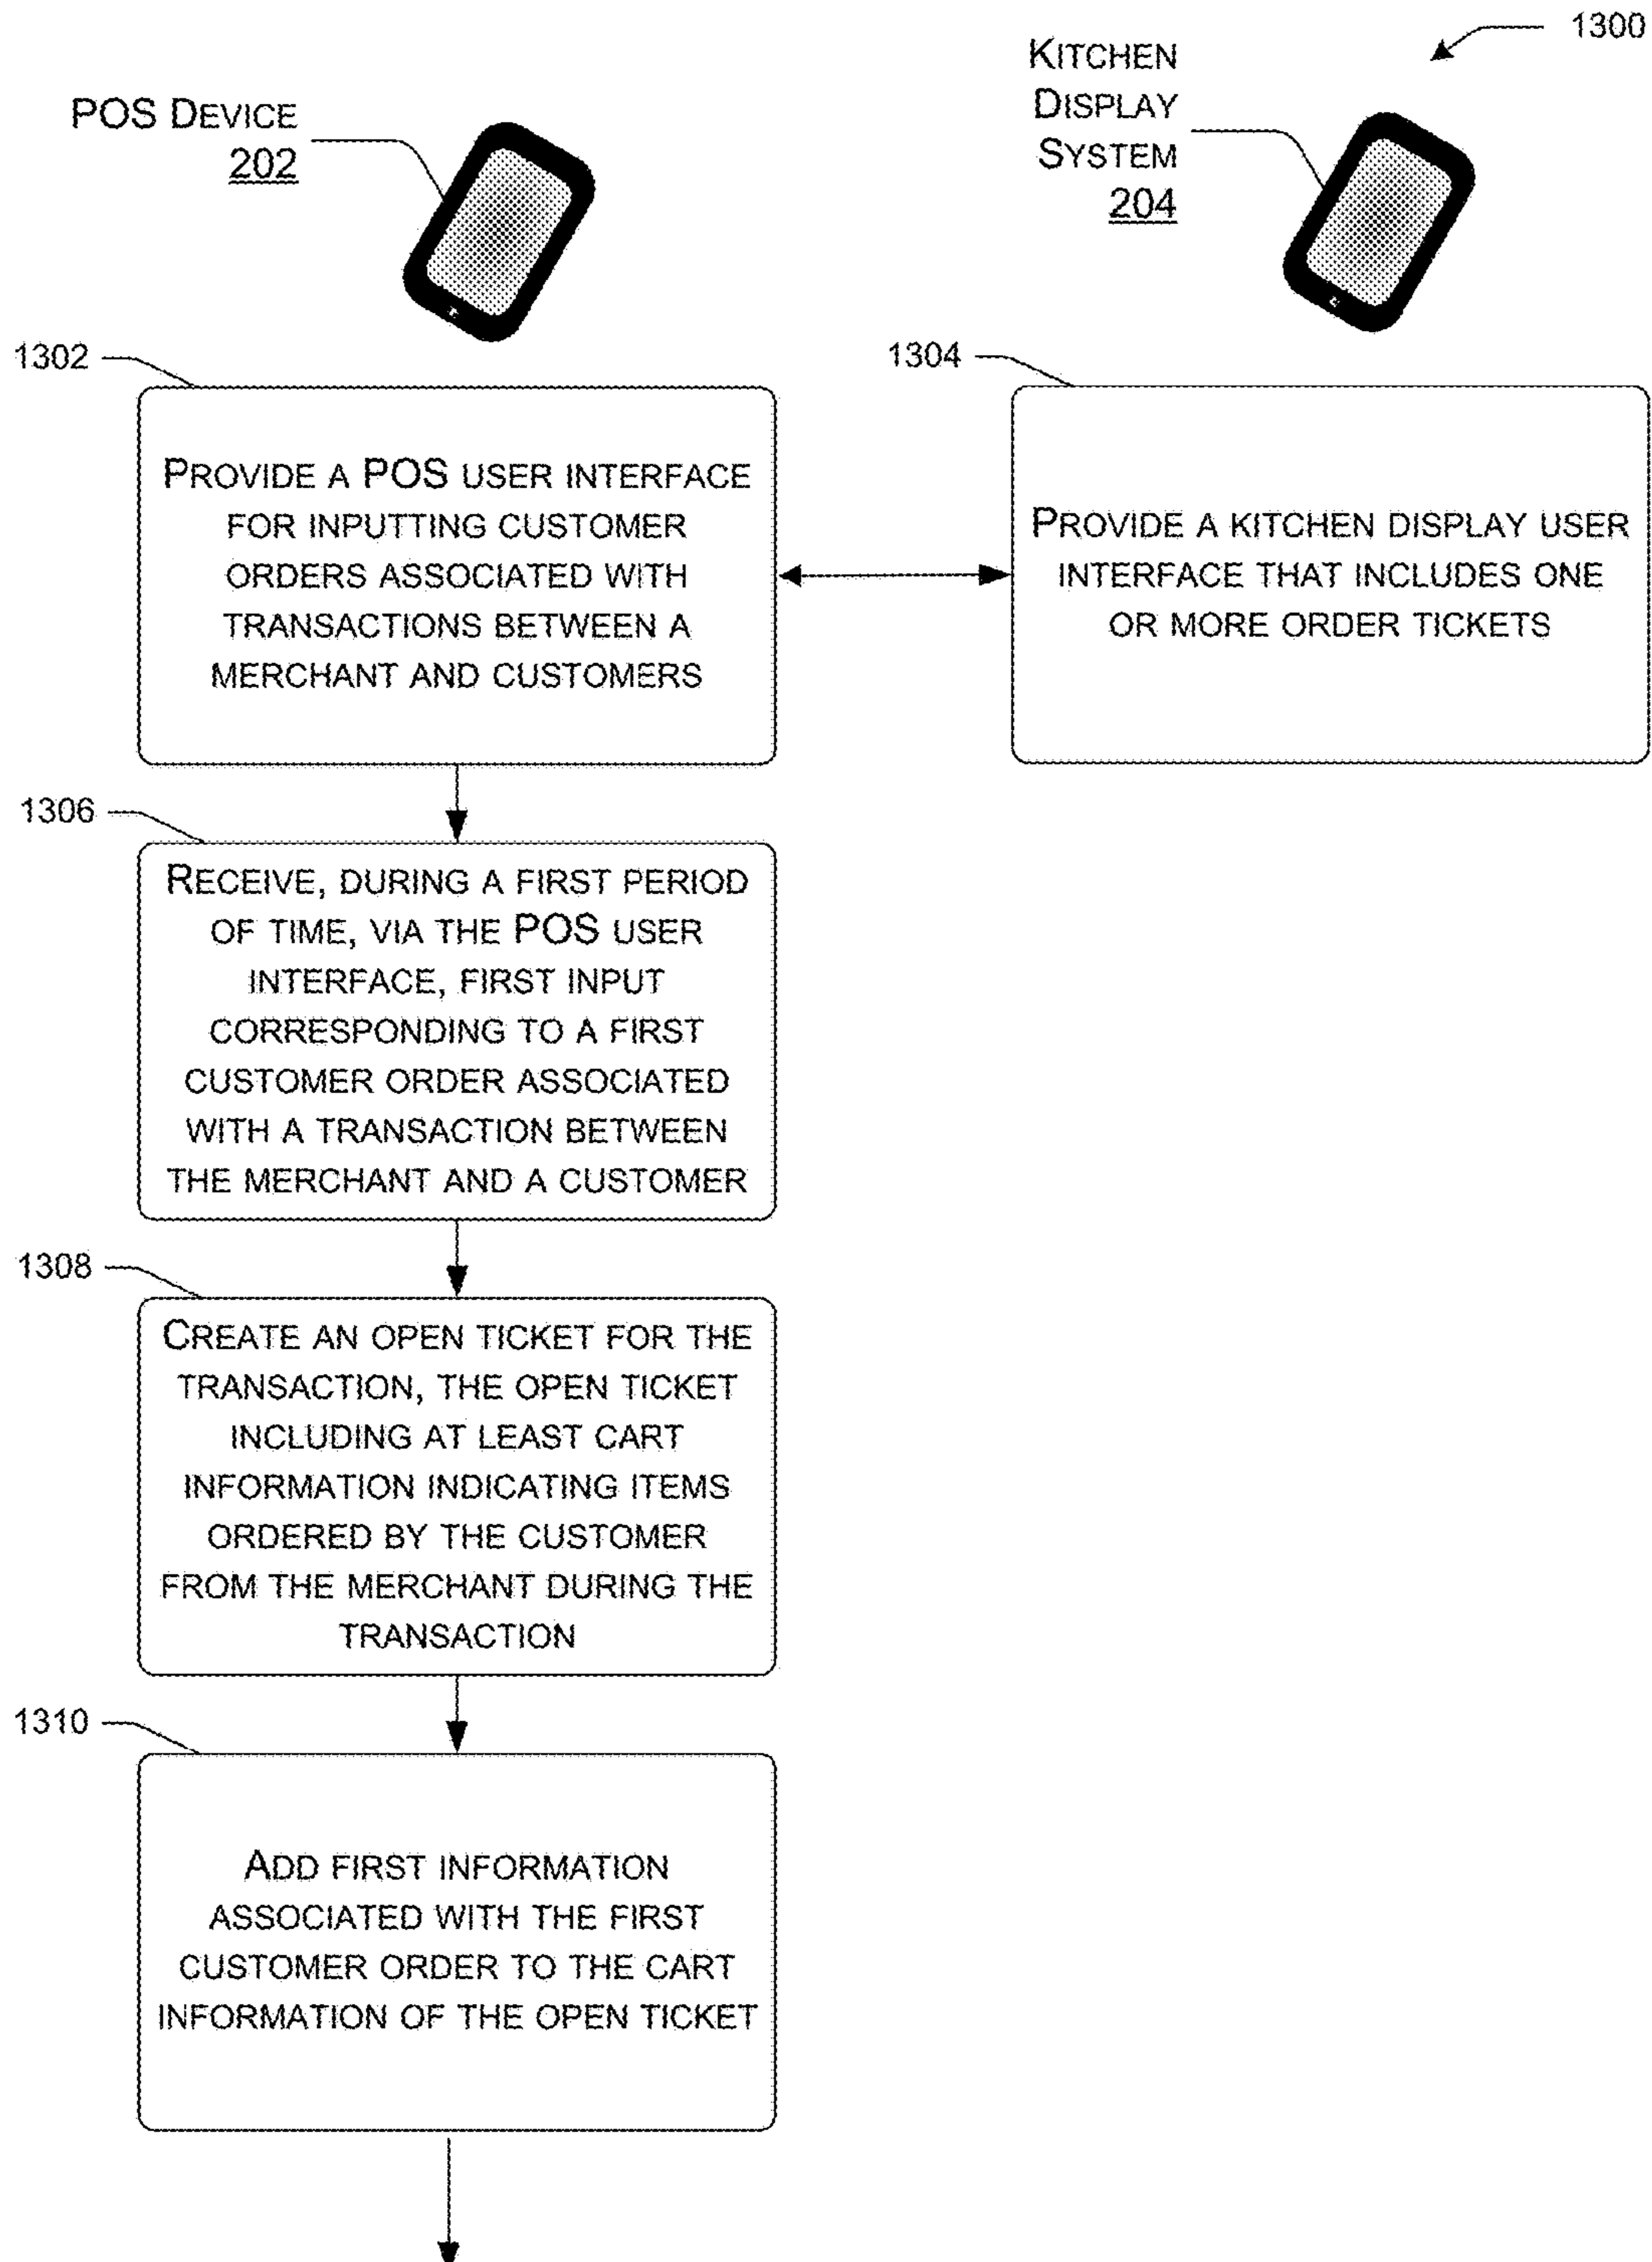 1300
POS DEVICE
202
KITCHEN
DISPLAY
SYSTEM
204
1302
PROVIDE A POS USER INTERFACE
FOR INPUTTING CUSTOMER
ORDERS ASSOCIATED WITH
TRANSACTIONS BETWEEN A
MERCHANT AND CUSTOMERS
1304
PROVIDE A KITCHEN DISPLAY USER
INTERFACE THAT INCLUDES ONE
OR MORE ORDER TICKETS
1306
RECEIVE, DURING A FIRST PERIOD
OF TIME, VIA THE POS USER
INTERFACE, FIRST INPUT
CORRESPONDING TO A FIRST
CUSTOMER ORDER ASSOCIATED
WITH A TRANSACTION BETWEEN
THE MERCHANT AND A CUSTOMER
1308
CREATE AN OPEN TICKET FOR THE
TRANSACTION, THE OPEN TICKET
INCLUDING AT LEAST CART
INFORMATION INDICATING ITEMS
ORDERED BY THE CUSTOMER
FROM THE MERCHANT DURING THE
TRANSACTION
1310
ADD FIRST INFORMATION
ASSOCIATED WITH THE FIRST
CUSTOMER ORDER TO THE CART
INFORMATION OF THE OPEN TICKET